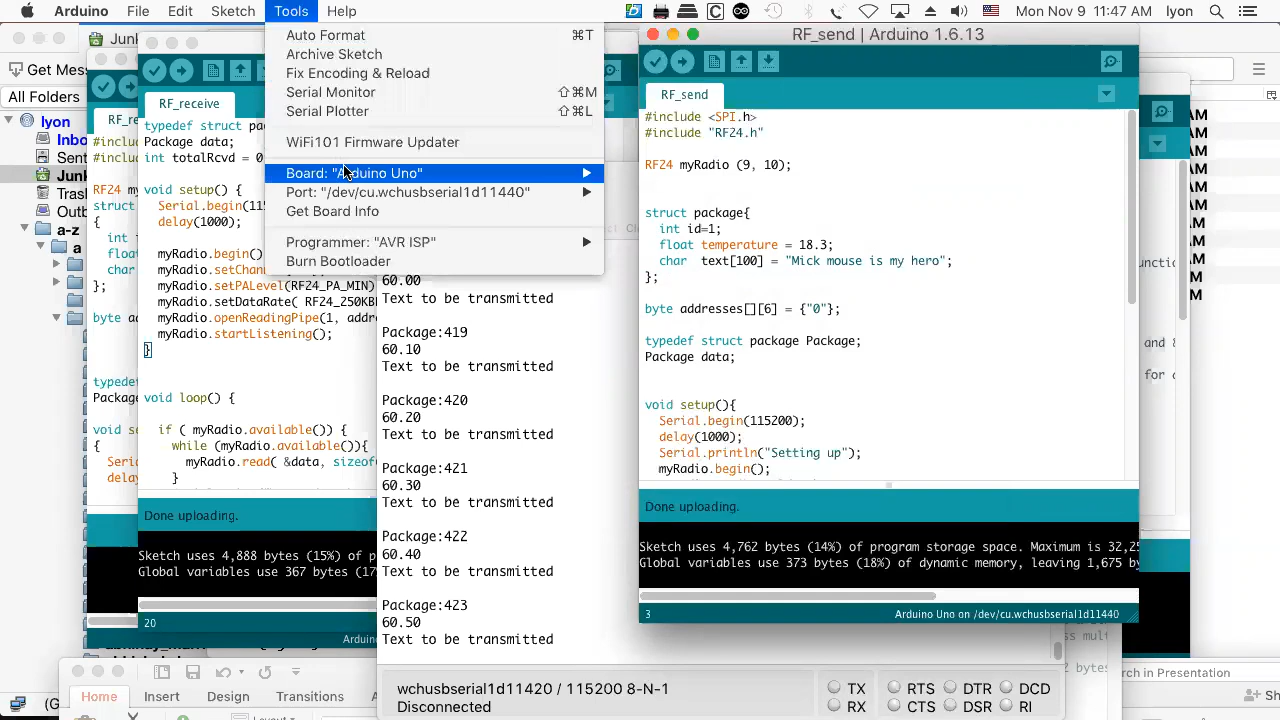 Arduino File Edit Sketch Tools Help
Mon Nov 9 11:47 AM lyon
Auto Format ⌘T
Archive Sketch
Fix Encoding & Reload
Serial Monitor ⇧⌘M
Serial Plotter ⇧⌘L
WiFi101 Firmware Updater
Board: "Arduino Uno"
Port: "/dev/cu.wchusbserial1d11440"
Get Board Info
Programmer: "AVR ISP"
Burn Bootloader
Get Mes
All Folders
Inbo
Sent
Junk
Trash
Outb
a-z
a
RF_receive
typedef struct pac
Package data;
int totalRcvd = 0
void setup() {
Serial.begin(115
delay(1000);
myRadio.begin()
myRadio.setChan
myRadio.setPALevel(RF24_PA_MIN)
myRadio.setDataRate( RF24_250KB
myRadio.openReadingPipe(1, addre
myRadio.startListening();
}
void loop() {
if ( myRadio.available()) {
while (myRadio.available()){
myRadio.read( &data, sizeof
}
Done uploading.
Sketch uses 4,888 bytes (15%) of p
Global variables use 367 bytes (17%
20
60.00
Text to be transmitted
Package:419
60.10
Text to be transmitted
Package:420
60.20
Text to be transmitted
Package:421
60.30
Text to be transmitted
Package:422
60.40
Text to be transmitted
Package:423
60.50
Text to be transmitted
wchusbserial1d11420 / 115200 8-N-1
Disconnected
TX RTS DTR DCD
RX CTS DSR RI
RF_send | Arduino 1.6.13
RF_send
#include <SPI.h>
#include "RF24.h"
RF24 myRadio (9, 10);
struct package{
int id=1;
float temperature = 18.3;
char text[100] = "Mick mouse is my hero";
};
byte addresses[][6] = {"0"};
typedef struct package Package;
Package data;
void setup(){
Serial.begin(115200);
delay(1000);
Serial.println("Setting up");
myRadio.begin();
Done uploading.
Sketch uses 4,762 bytes (14%) of program storage space. Maximum is 32,25
Global variables use 373 bytes (18%) of dynamic memory, leaving 1,675 by
3 Arduino Uno on /dev/cu.wchusbserial1d11440
Home Insert Design Transitions
Layout
ch in Presentation